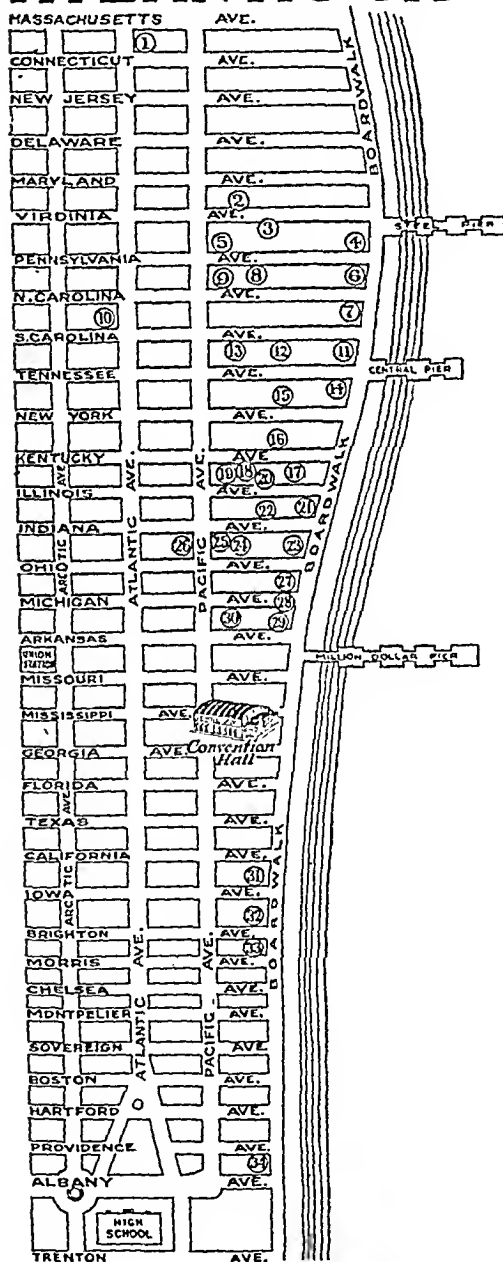 MASSACHUSETTS AVE.
1
CONNECTICUT AVE.
NEW JERSEY AVE.
BOARDWALK
DELAWARE AVE.
MARYLAND AVE.
2
VIRDINIA AVE.
3
5 4
STEEL PIER
PENNSYLVANIA AVE.
9 8 6
N. CAROLINA AVE.
10 7
S. CAROLINA AVE.
13 12 11
TENNESSEE AVE.
CENTRAL PIER
15 14
NEW YORK AVE.
16
KENTUCKY AVE
19 18 20 17
ILLINOIS AVE.
22 21
INDIANA AVE.
26 25 24 23
OHIO AVE.
27
MICHIGAN AVE.
28
30 29
ARCTIC AVE
ATLANTIC AVE.
PACIFIC AVE.
BOARDWALK
ARKANSAS AVE.
UNION STATION
MILLION DOLLAR PIER
MISSOURI AVE.
MISSISSIPPI AVE.
Convention
Hall
GEORGIA AVE.
FLORIDA AVE.
TEXAS AVE.
CALIFORNIA AVE.
31
IOWA AVE.
32
BRIGHTON AVE.
33
MORRIS AVE.
ARCTIC AVE
ATLANTIC AVE.
PACIFIC - AVE.
BOARDWALK
CHELSEA AVE.
MONTPELIER AVE.
SOVEREIGN AVE.
BOSTON AVE.
HARTFORD AVE.
PROVIDENCE AVE.
34
ALBANY AVE.
HIGH
SCHOOL
TRENTON AVE.